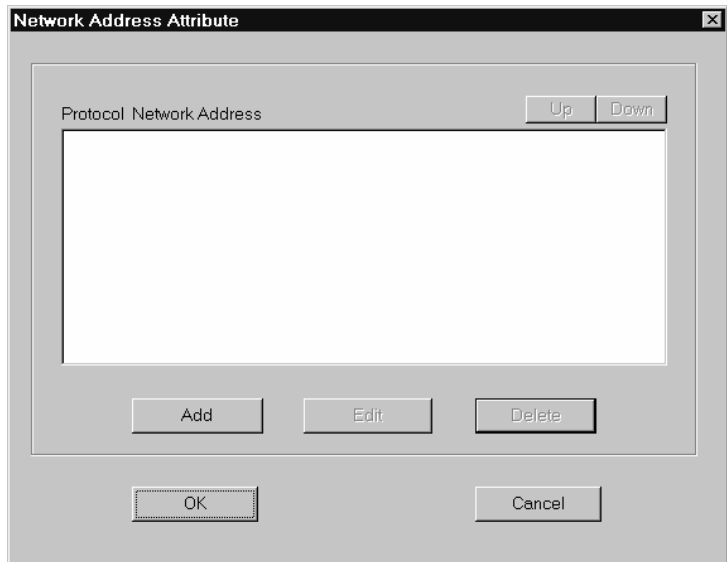 Network Address Attribute
Protocol Network Address
Up Down
Add Edit Delete
OK Cancel